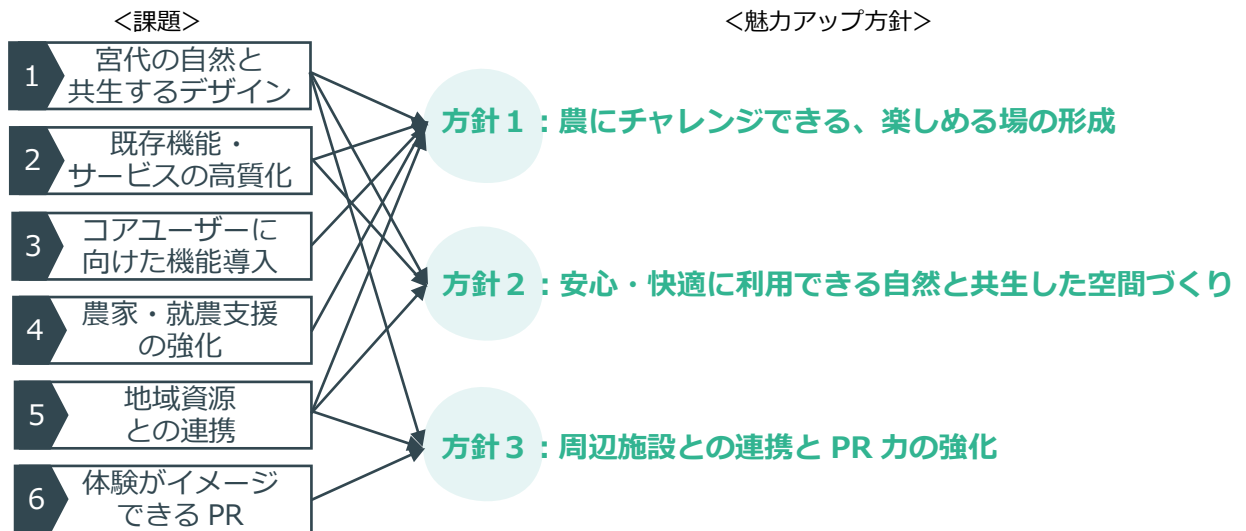 ＜課題＞
＜魅力アップ方針＞
1
宮代の自然と
共生するデザイン
2
既存機能・
サービスの高質化
3
コアユーザーに
向けた機能導入
4
農家・就農支援
の強化
5
地域資源
との連携
6
体験がイメージ
できる PR
方針１：農にチャレンジできる、楽しめる場の形成
方針２：安心・快適に利用できる自然と共生した空間づくり
方針３：周辺施設との連携と PR 力の強化